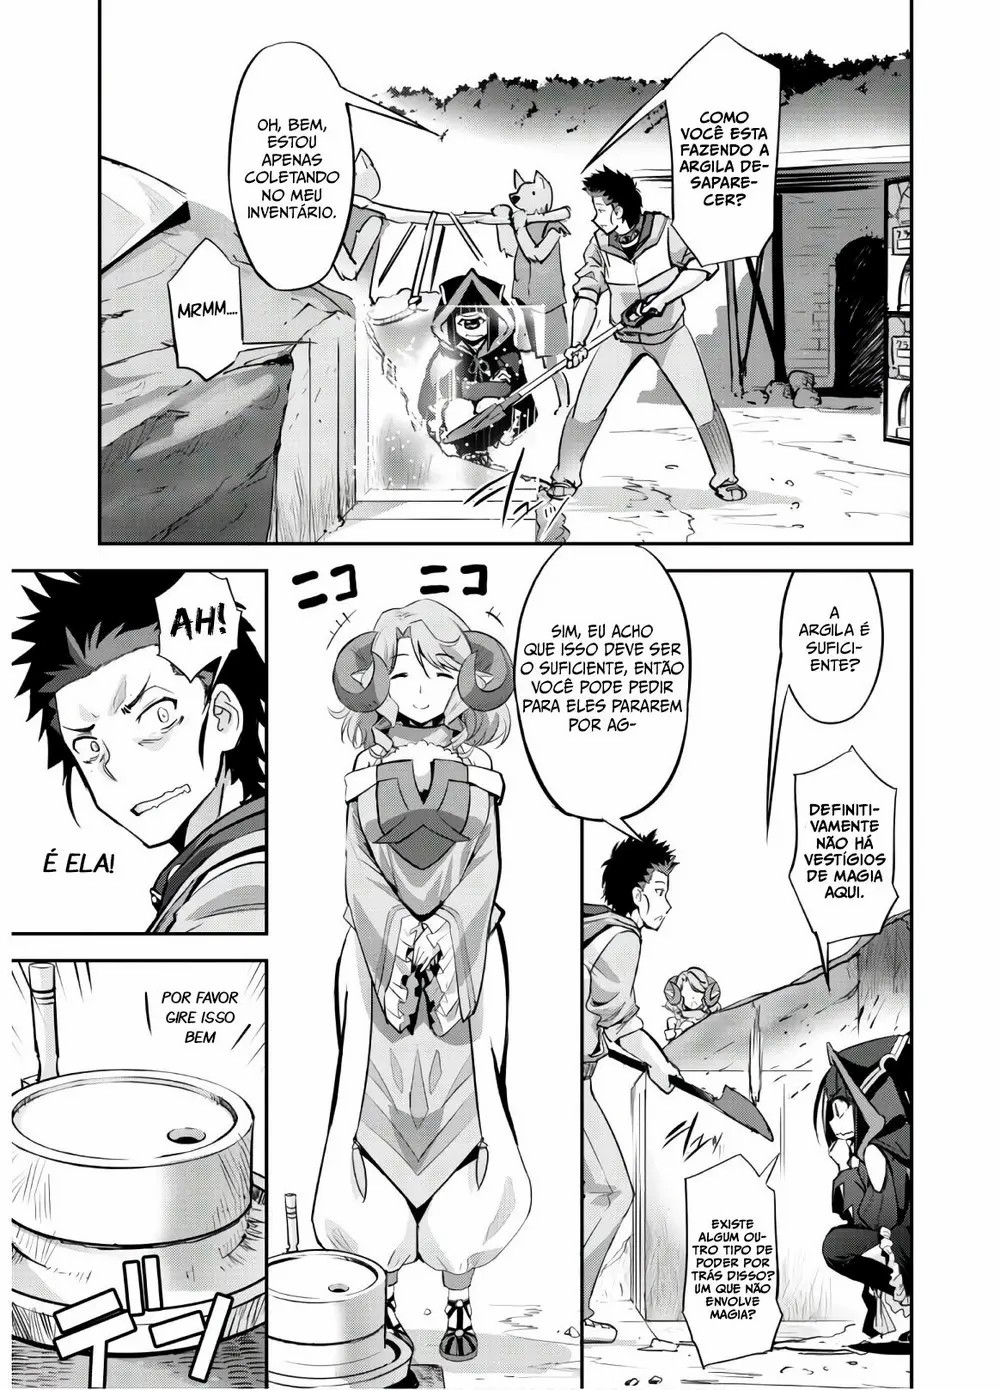 COMO
VOCÊ ESTA
FAZENDO A
ARGILA DE-
SAPARE-
CER?
OH, BEM,
ESTOU
APENAS
COLETANDO
NO MEU
INVENTÁRIO.
MRMM....
A
ARGILA É
SUFICI-
ENTE?
SIM, EU ACHO
QUE ISSO DEVE SER
O SUFICIENTE, ENTÃO
VOCÊ PODE PEDIR
PARA ELES PARAREM
POR AG-
DEFINITI-
VAMENTE
NÃO HÁ
VESTÍGIOS
DE MAGIA
AQUI.
EXISTE
ALGUM OU-
TRO TIPO DE
PODER POR
TRÁS DISSO?
UM QUE NÃO
ENVOLVE
MAGIA?
ニコ ニコ
AH!
É ELA!
POR FAVOR
GIRE ISSO
BEM
デデン